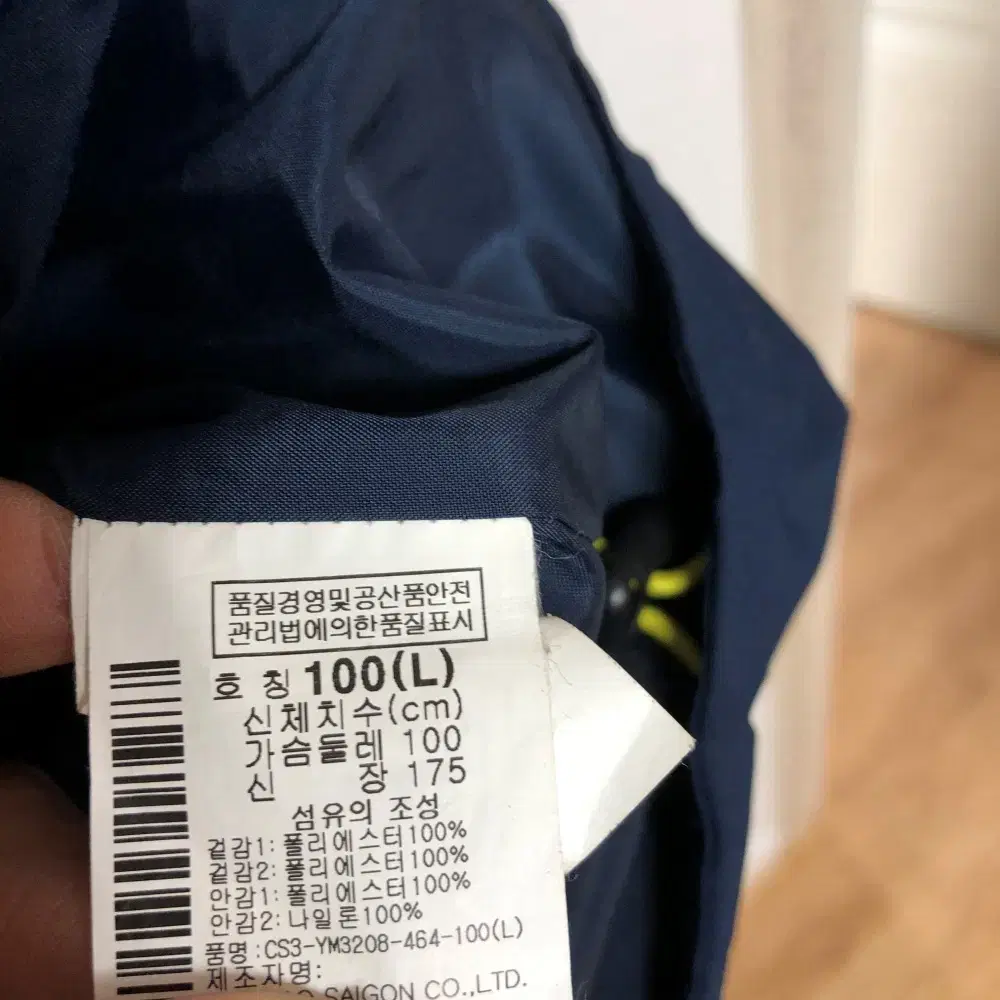 품질경영및공산품안전
관리법에의한품질표시
호 칭 100(L)
신체치수(cm)
가슴둘레 100
신 장 175
섬유의 조성
겉감1: 폴리에스터100%
겉감2: 폴리에스터100%
안감1: 폴리에스터100%
안감2: 나일론100%
품명:CS3-YM3208-464-100(L)
제조자명:
SAIGON CO.,LTD.